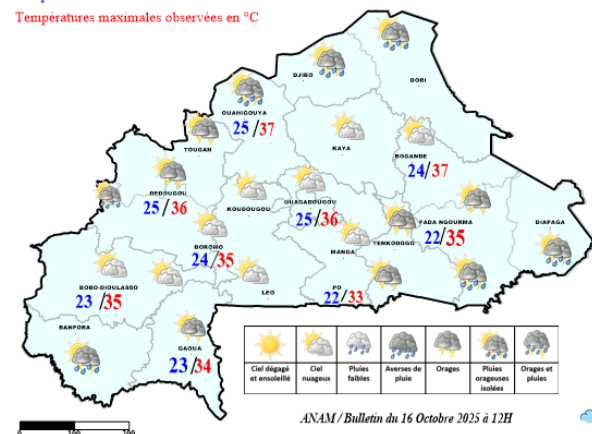 Températures maximales observées en °C
DJIBO
DORI
OUAHIGOUYA
25 / 37
TOUGAN
KAYA
BOGANDE
24 / 37
DEDOUGOU
25 / 36
KOUDOUGOU
OUAGADOUGOU
25 / 36
FADA NGOURMA
22 / 35
DIAPAGA
BOROMO
24 / 35
MANGA
TENKODOGO
BOBO-DIOULASSO
23 / 35
LEO
PO
22 / 33
BANFORA
GAOUA
23 / 34
Ciel dégagé et ensoleillé
Ciel nuageux
Pluies faibles
Averses de pluie
Orages
Pluies orageuses isolées
Orages et pluies
ANAM / Bulletin du 16 Octobre 2025 à 12H